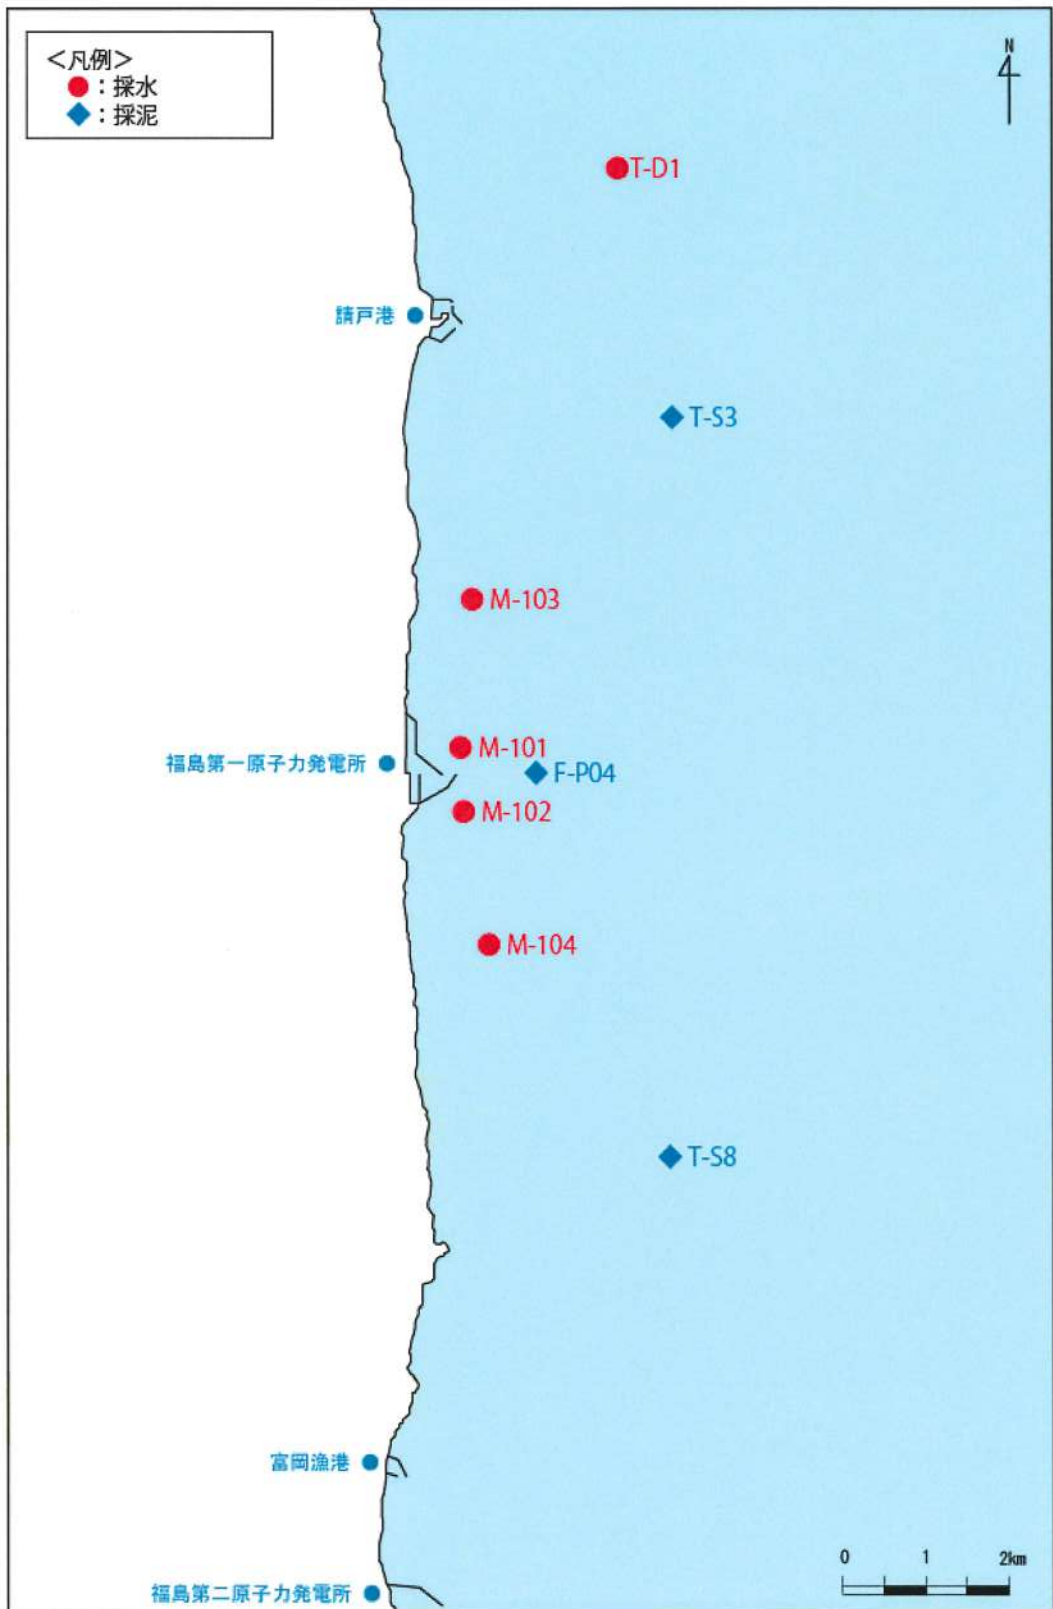 ＜凡例＞
：採水
：採泥
N
T-D1
請戸港
T-S3
M-103
M-101
福島第一原子力発電所
F-P04
M-102
M-104
T-S8
富岡漁港
0 1 2km
福島第二原子力発電所